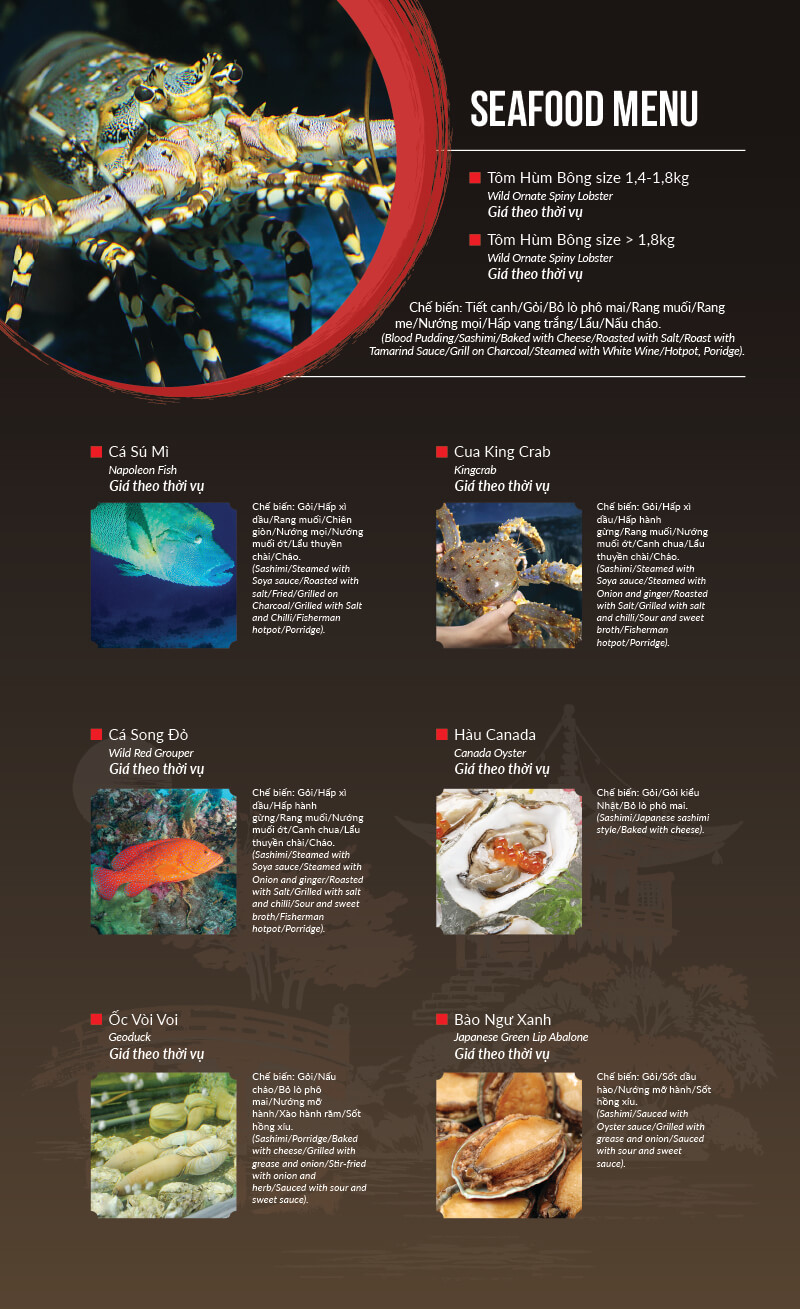 SEAFOOD MENU
Tôm Hùm Bông size 1,4-1,8kg
Wild Ornate Spiny Lobster
Giá theo thời vụ
Tôm Hùm Bông size > 1,8kg
Wild Ornate Spiny Lobster
Giá theo thời vụ
Chế biến: Tiết canh/Gỏi/Bỏ lò phô mai/Rang muối/Rang
me/Nướng mọi/Hấp vang trắng/Lẩu/Nấu cháo.
(Blood Pudding/Sashimi/Baked with Cheese/Roasted with Salt/Roast with
Tamarind Sauce/Grill on Charcoal/Steamed with White Wine/Hotpot, Poridge).
Cá Sú Mì
Napoleon Fish
Giá theo thời vụ
Chế biến: Gỏi/Hấp xì
dầu/Rang muối/Chiên
giòn/Nướng mọi/Nướng
muối ớt/Lẩu thuyền
chài/Cháo.
(Sashimi/Steamed with
Soya sauce/Roasted with
salt/Fried/Grilled on
Charcoal/Grilled with Salt
and Chilli/Fisherman
hotpot/Porridge).
Cua King Crab
Kingcrab
Giá theo thời vụ
Chế biến: Gỏi/Hấp xì
dầu/Hấp hành
gừng/Rang muối/Nướng
muối ớt/Canh chua/Lẩu
thuyền chài/Cháo.
(Sashimi/Steamed with
Soya sauce/Steamed with
Onion and ginger/Roasted
with Salt/Grilled with salt
and chilli/Sour and sweet
broth/Fisherman
hotpot/Porridge).
Cá Song Đỏ
Wild Red Grouper
Giá theo thời vụ
Chế biến: Gỏi/Hấp xì
dầu/Hấp hành
gừng/Rang muối/Nướng
muối ớt/Canh chua/Lẩu
thuyền chài/Cháo.
(Sashimi/Steamed with
Soya sauce/Steamed with
Onion and ginger/Roasted
with Salt/Grilled with salt
and chilli/Sour and sweet
broth/Fisherman
hotpot/Porridge).
Hàu Canada
Canada Oyster
Giá theo thời vụ
Chế biến: Gỏi/Gỏi kiểu
Nhật/Bỏ lò phô mai.
(Sashimi/Japanese sashimi
style/Baked with cheese).
Ốc Vòi Voi
Geoduck
Giá theo thời vụ
Chế biến: Gỏi/Nấu
cháo/Bỏ lò phô
mai/Nướng mỡ
hành/Xào hành răm/Sốt
hồng xíu.
(Sashimi/Porridge/Baked
with cheese/Grilled with
grease and onion/Stir-fried
with onion and
herb/Sauced with sour and
sweet sauce).
Bào Ngư Xanh
Japanese Green Lip Abalone
Giá theo thời vụ
Chế biến: Gỏi/Sốt dầu
hào/Nướng mỡ hành/Sốt
hồng xíu.
(Sashimi/Sauced with
Oyster sauce/Grilled with
grease and onion/Sauced
with sour and sweet
sauce).